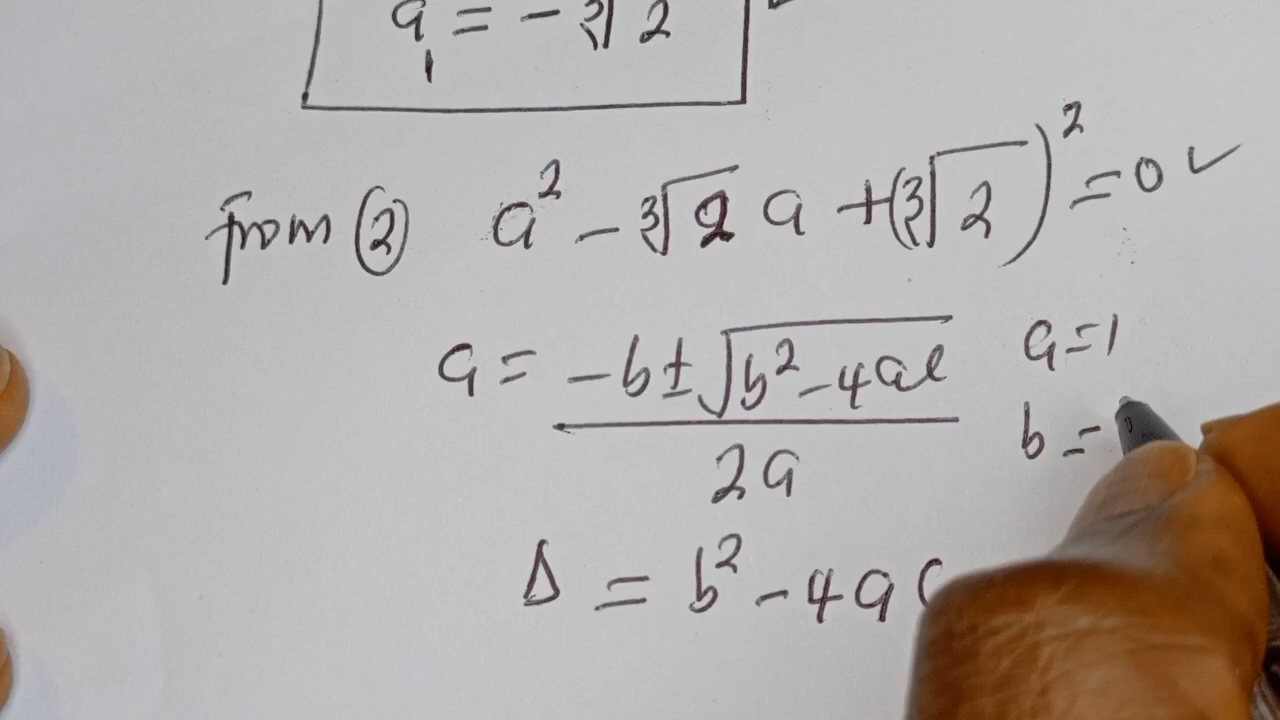 a₁ = -∛2
from ② a² - ∛2 a + (∛2)² = 0 ✓
a = (-b ± √(b² - 4ac)) / 2a a = 1
b =
Δ = b² - 4ac